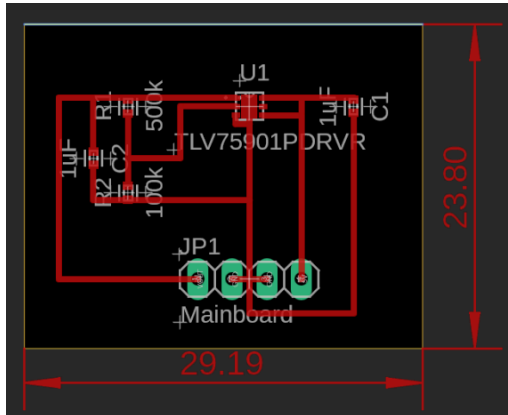 U1
R1
500k
1uF
C1
TLV75901PDRVR
1uF
C2
R2
100k
23.80
JP1
Mainboard
29.19